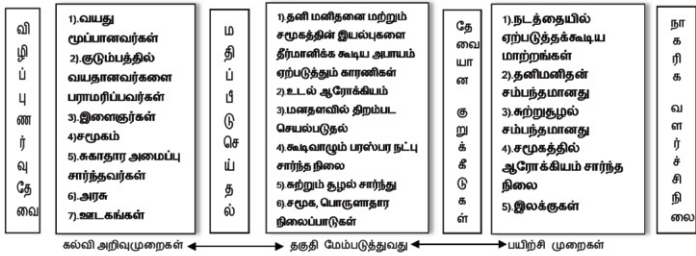 விழிப்புணர்வு தேவை
1).வயது
மூப்பானவர்கள்
2).குடும்பத்தில்
வயதானவர்களை
பராமரிப்பவர்கள்
3).இளைஞர்கள்
4)சமூகம்
5).சுகாதார அமைப்பு
சார்ந்தவர்கள்
6).அரசு
7).ஊடகங்கள்
மதிப்பீடு செய்தல்
1).தனி மனிதனை மற்றும்
சமூகத்தின் இயல்புகளை
தீர்மானிக்க கூடிய அபாயம்
ஏற்படுத்தும் காரணிகள்
2).உடல் ஆரோக்கியம்
3).மனதளவில் திறம்பட
செயல்படுதல்
4).கூடிவாழும் பரஸ்பர நட்பு
சார்ந்த நிலை
5).சுற்றும் சூழல் சார்ந்து
6).சமூக, பொருளாதார
நிலைப்பாடுகள்
தேவையான குறுக்கீடுகள்
1).நடத்தையில்
ஏற்படுத்தக்கூடிய
மாற்றங்கள்
2).தனிமனிதன்
சம்பந்தமானது
3).சுற்றுசூழல்
சம்பந்தமானது
4).சமூகத்தில்
ஆரோக்கியம் சார்ந்த
நிலை
5).இலக்குகள்
நாகரிக வளர்ச்சி நிலை
கல்வி அறிவுமுறைகள்
தகுதி மேம்படுத்துவது
பயிற்சி முறைகள்